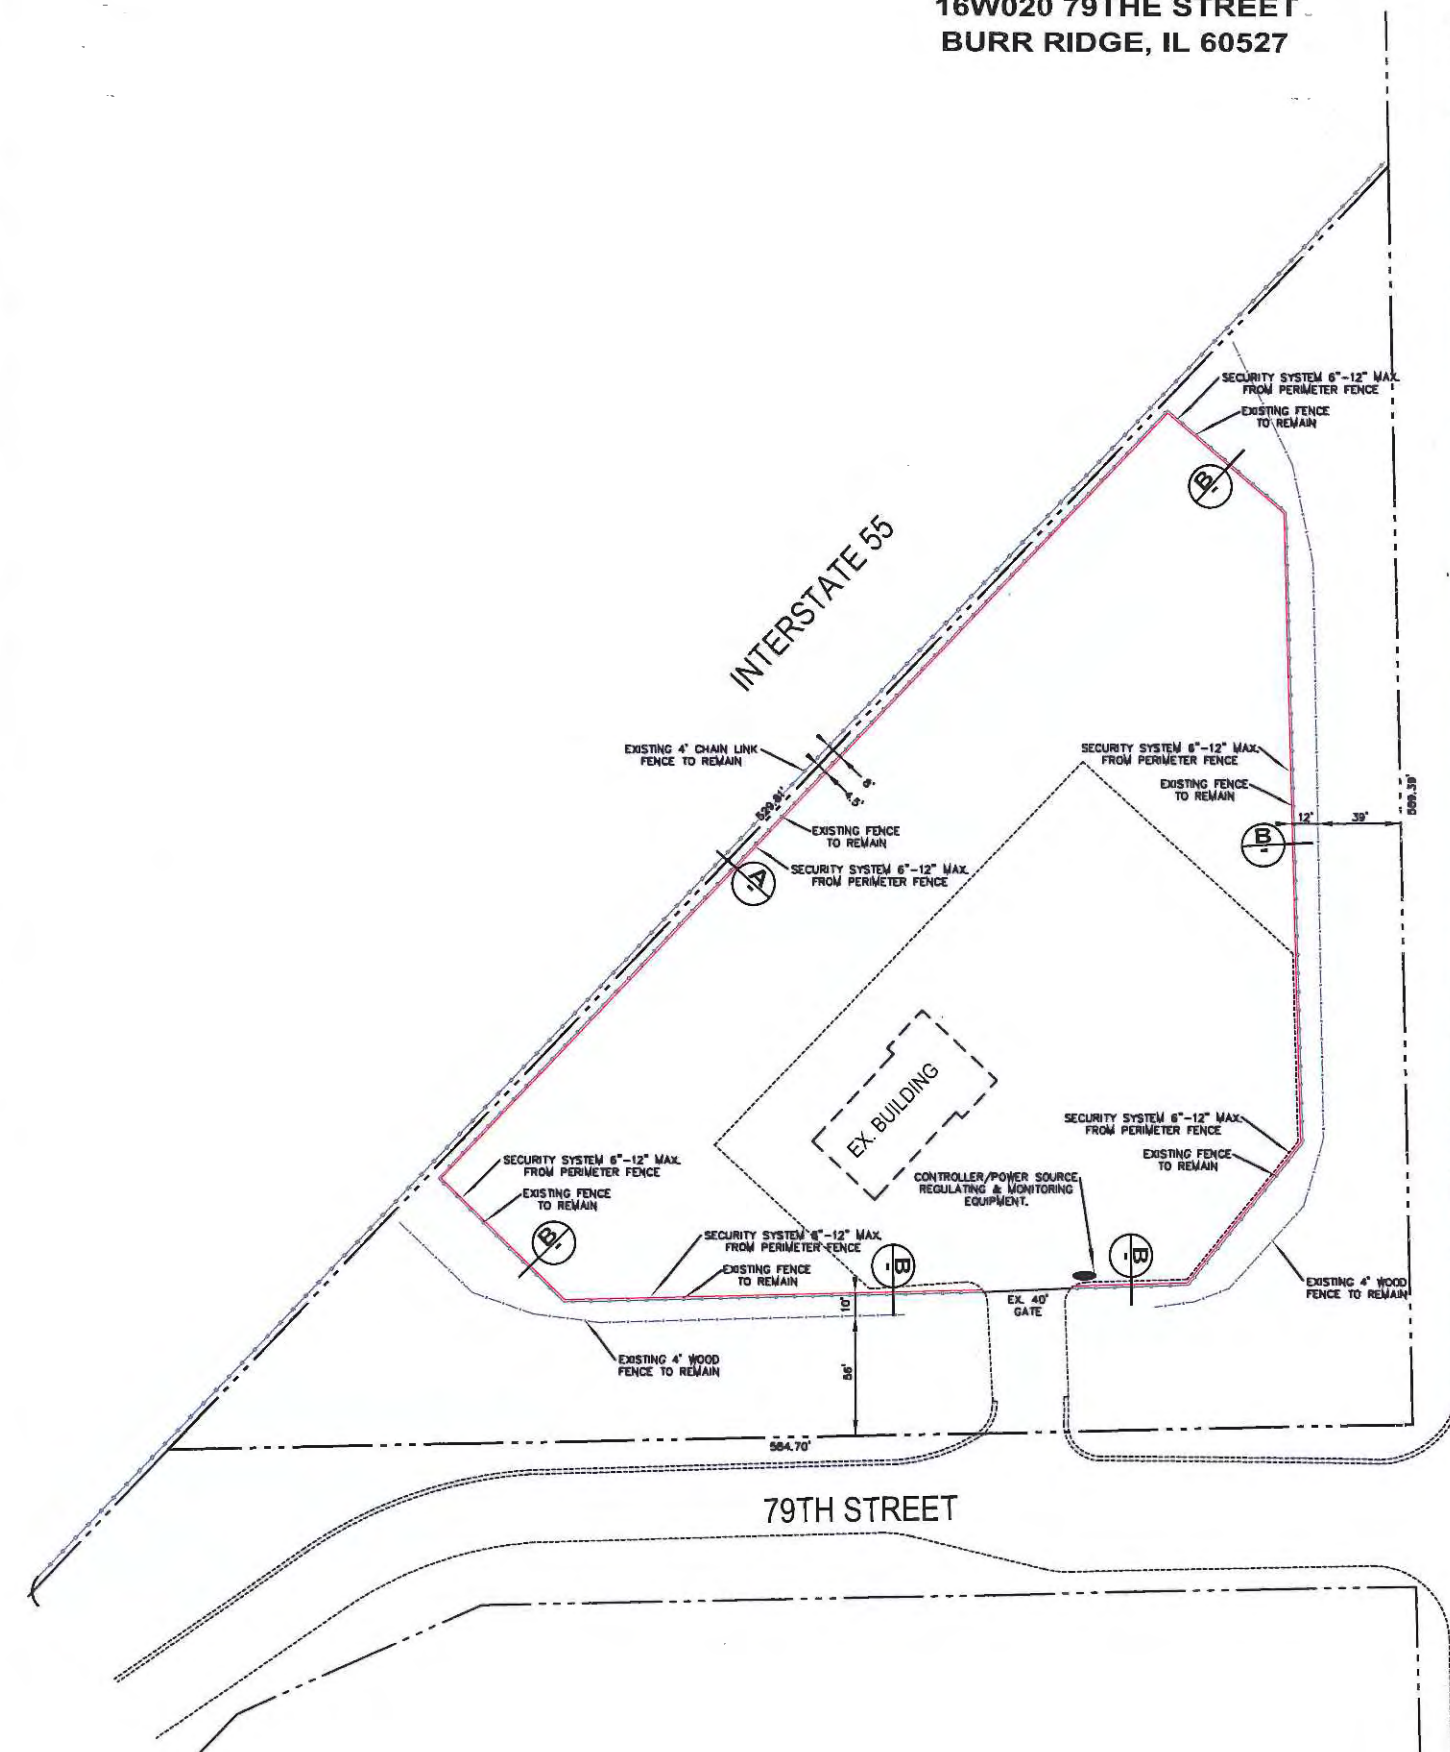 16W020 79THE STREET
BURR RIDGE, IL 60527
SECURITY SYSTEM 6"-12" MAX.
FROM PERIMETER FENCE
EXISTING FENCE
TO REMAIN
B
-
INTERSTATE 55
EXISTING 4' CHAIN LINK
FENCE TO REMAIN
SECURITY SYSTEM 6"-12" MAX.
FROM PERIMETER FENCE
EXISTING FENCE
TO REMAIN
4.5'
12'
39'
B
-
EXISTING FENCE
TO REMAIN
A
-
SECURITY SYSTEM 6"-12" MAX.
FROM PERIMETER FENCE
EX. BUILDING
SECURITY SYSTEM 6"-12" MAX.
FROM PERIMETER FENCE
EXISTING FENCE
TO REMAIN
SECURITY SYSTEM 6"-12" MAX.
FROM PERIMETER FENCE
EXISTING FENCE
TO REMAIN
CONTROLLER/POWER SOURCE
REGULATING & MONITORING
EQUIPMENT.
B
-
SECURITY SYSTEM 6"-12" MAX.
FROM PERIMETER FENCE
EXISTING FENCE
TO REMAIN
B
-
B
-
EXISTING 4' WOOD
FENCE TO REMAIN
EX. 40'
GATE
10'
56'
EXISTING 4' WOOD
FENCE TO REMAIN
564.70'
79TH STREET